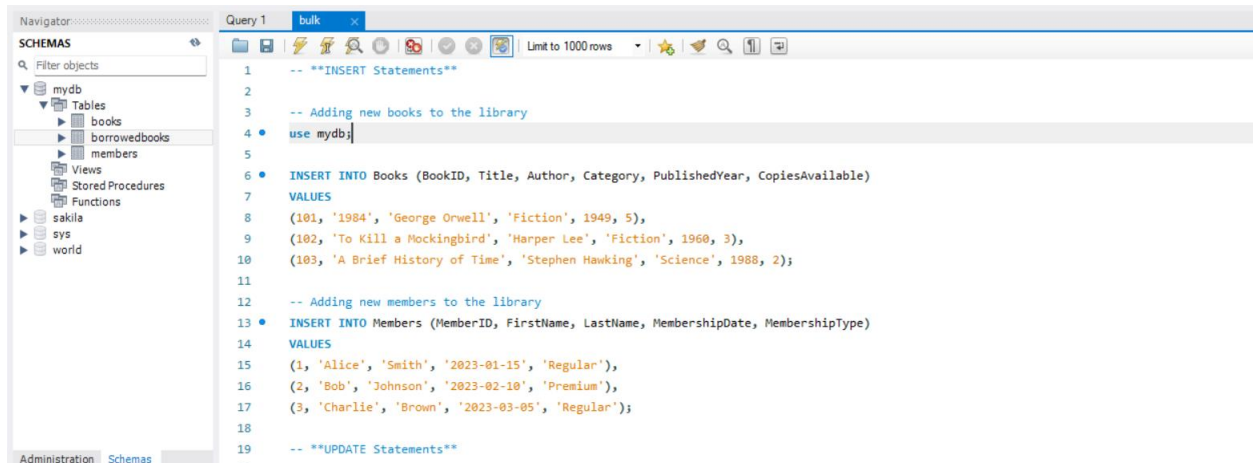 Navigator
SCHEMAS
Filter objects
mydb
Tables
books
borrowedbooks
members
Views
Stored Procedures
Functions
sakila
sys
world
Administration Schemas
Query 1 bulk
Limit to 1000 rows
1 -- **INSERT Statements**
2
3 -- Adding new books to the library
4 use mydb;
5
6 INSERT INTO Books (BookID, Title, Author, Category, PublishedYear, CopiesAvailable)
7 VALUES
8 (101, '1984', 'George Orwell', 'Fiction', 1949, 5),
9 (102, 'To Kill a Mockingbird', 'Harper Lee', 'Fiction', 1960, 3),
10 (103, 'A Brief History of Time', 'Stephen Hawking', 'Science', 1988, 2);
11
12 -- Adding new members to the library
13 INSERT INTO Members (MemberID, FirstName, LastName, MembershipDate, MembershipType)
14 VALUES
15 (1, 'Alice', 'Smith', '2023-01-15', 'Regular'),
16 (2, 'Bob', 'Johnson', '2023-02-10', 'Premium'),
17 (3, 'Charlie', 'Brown', '2023-03-05', 'Regular');
18
19 -- **UPDATE Statements**